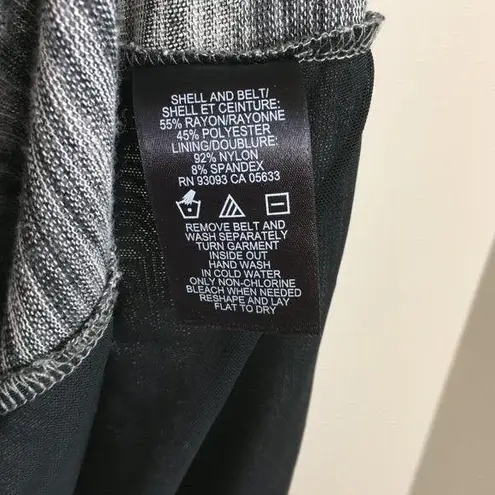 SHELL AND BELT/
SHELL ET CEINTURE:
55% RAYON/RAYONNE
45% POLYESTER
LINING/DOUBLURE:
92% NYLON
8% SPANDEX
RN 93093 CA 05633
REMOVE BELT AND
WASH SEPARATELY
TURN GARMENT
INSIDE OUT
HAND WASH
IN COLD WATER
ONLY NON-CHLORINE
BLEACH WHEN NEEDED
RESHAPE AND LAY
FLAT TO DRY